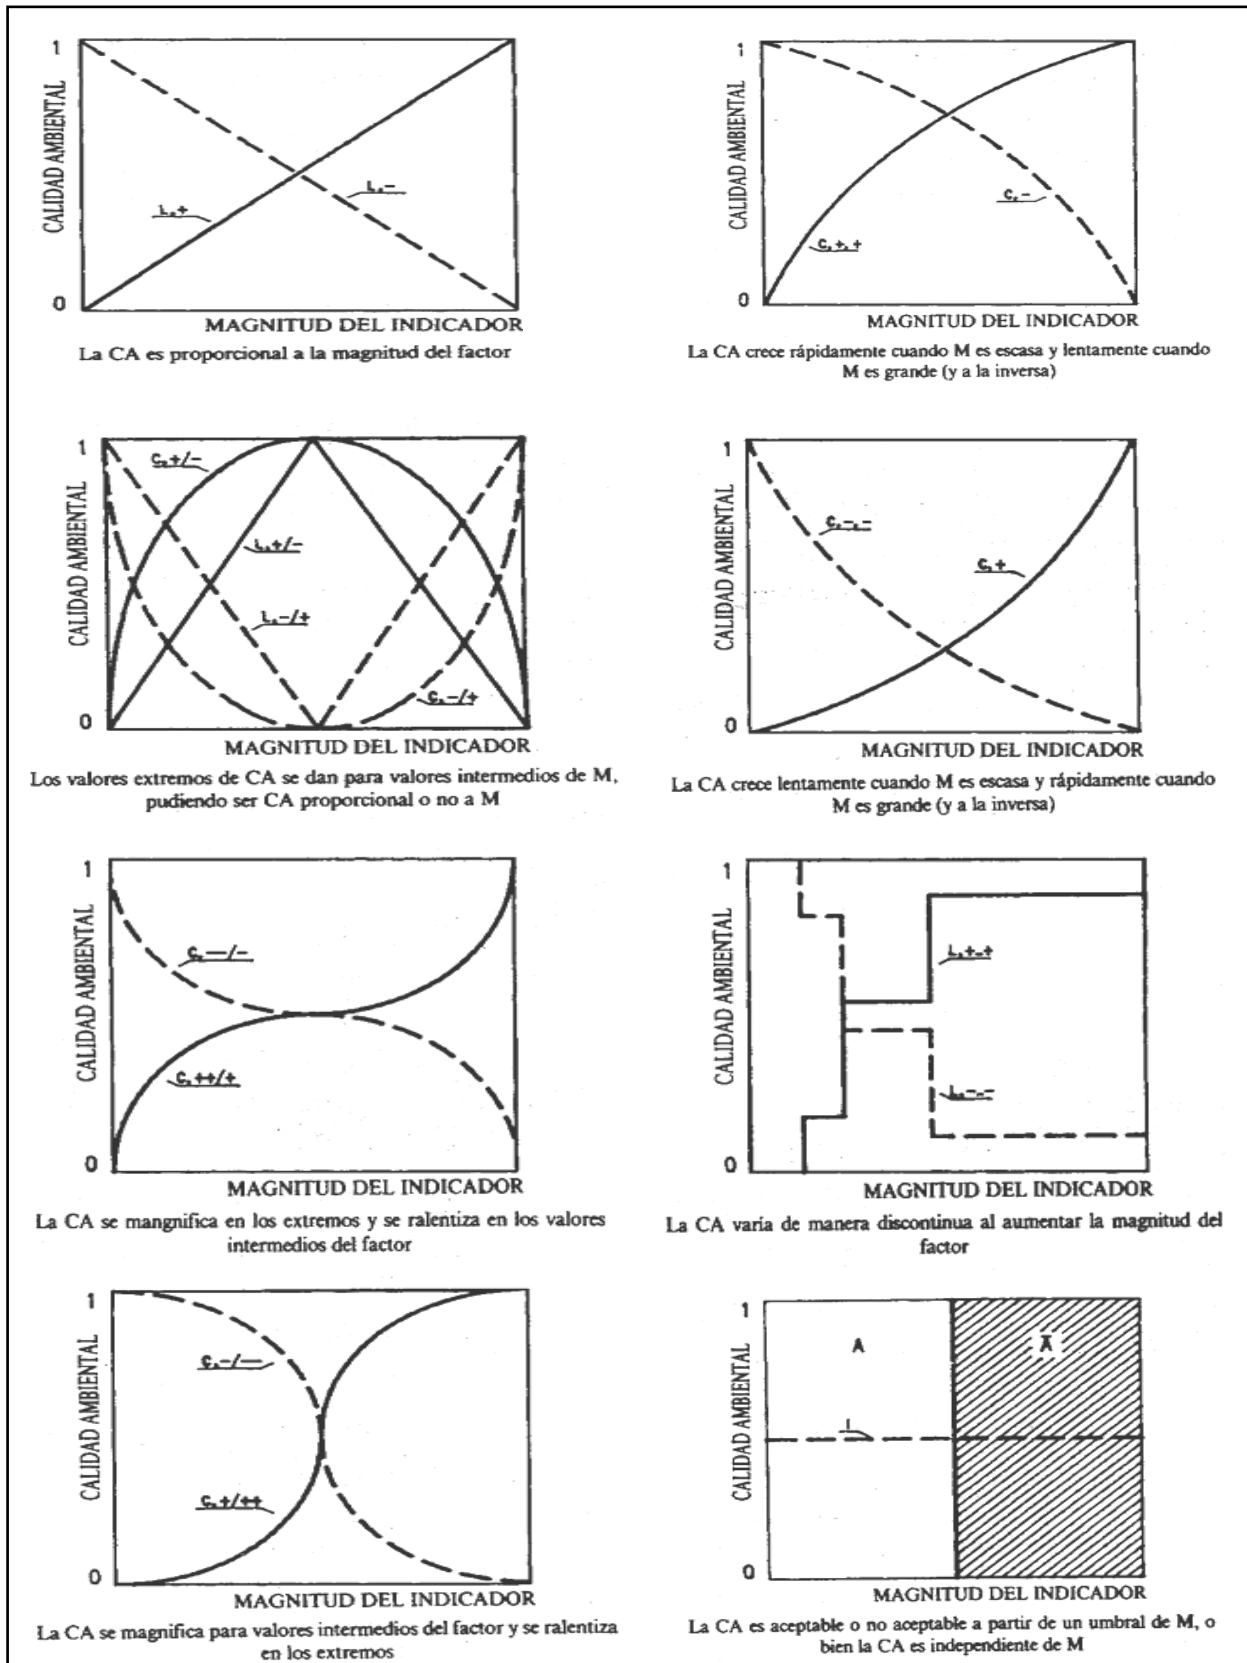 1
CALIDAD AMBIENTAL
L,+
L,-
0
MAGNITUD DEL INDICADOR
La CA es proporcional a la magnitud del factor
1
CALIDAD AMBIENTAL
C,-
C,+,+
0
MAGNITUD DEL INDICADOR
La CA crece rápidamente cuando M es escasa y lentamente cuando
M es grande (y a la inversa)
1
CALIDAD AMBIENTAL
C,+/-
L,+/-
L,-/+
C,-/+
0
MAGNITUD DEL INDICADOR
Los valores extremos de CA se dan para valores intermedios de M,
pudiendo ser CA proporcional o no a M
1
CALIDAD AMBIENTAL
C,-,-
C,+
0
MAGNITUD DEL INDICADOR
La CA crece lentamente cuando M es escasa y rápidamente cuando
M es grande (y a la inversa)
1
CALIDAD AMBIENTAL
C,--/-
C,++/+
0
MAGNITUD DEL INDICADOR
La CA se mangnifica en los extremos y se ralentiza en los valores
intermedios del factor
1
CALIDAD AMBIENTAL
L,+,+
L,-,-
0
MAGNITUD DEL INDICADOR
La CA varía de manera discontinua al aumentar la magnitud del
factor
1
CALIDAD AMBIENTAL
C,-/--
C,+/++
0
MAGNITUD DEL INDICADOR
La CA se magnifica para valores intermedios del factor y se ralentiza
en los extremos
1
CALIDAD AMBIENTAL
A
Ā
I
0
MAGNITUD DEL INDICADOR
La CA es aceptable o no aceptable a partir de un umbral de M, o
bien la CA es independiente de M